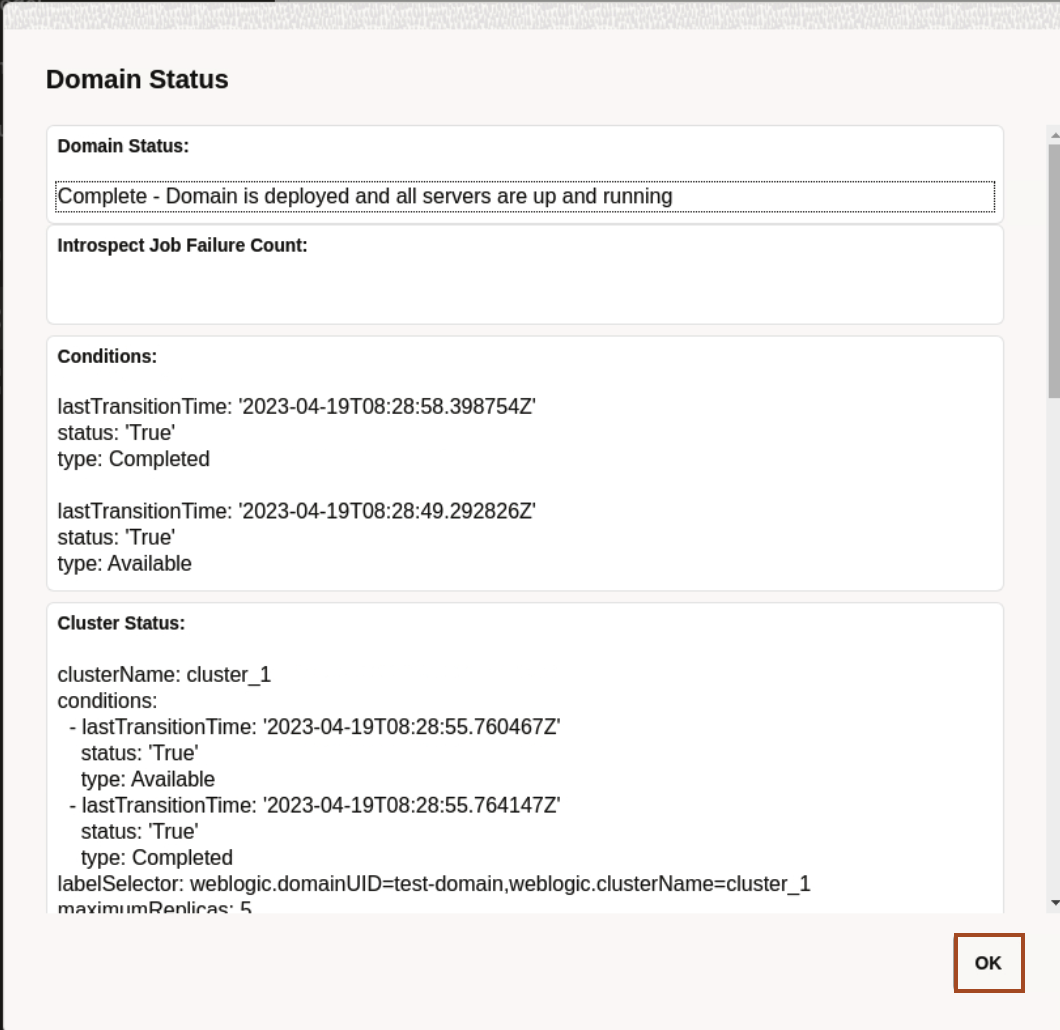 Domain Status
Domain Status:
Complete - Domain is deployed and all servers are up and running
Introspect Job Failure Count:
Conditions:
lastTransitionTime: '2023-04-19T08:28:58.398754Z'
status: 'True'
type: Completed
lastTransitionTime: '2023-04-19T08:28:49.292826Z'
status: 'True'
type: Available
Cluster Status:
clusterName: cluster_1
conditions:
- lastTransitionTime: '2023-04-19T08:28:55.760467Z'
status: 'True'
type: Available
- lastTransitionTime: '2023-04-19T08:28:55.764147Z'
status: 'True'
type: Completed
labelSelector: weblogic.domainUID=test-domain,weblogic.clusterName=cluster_1
maximumReplicas: 5
OK